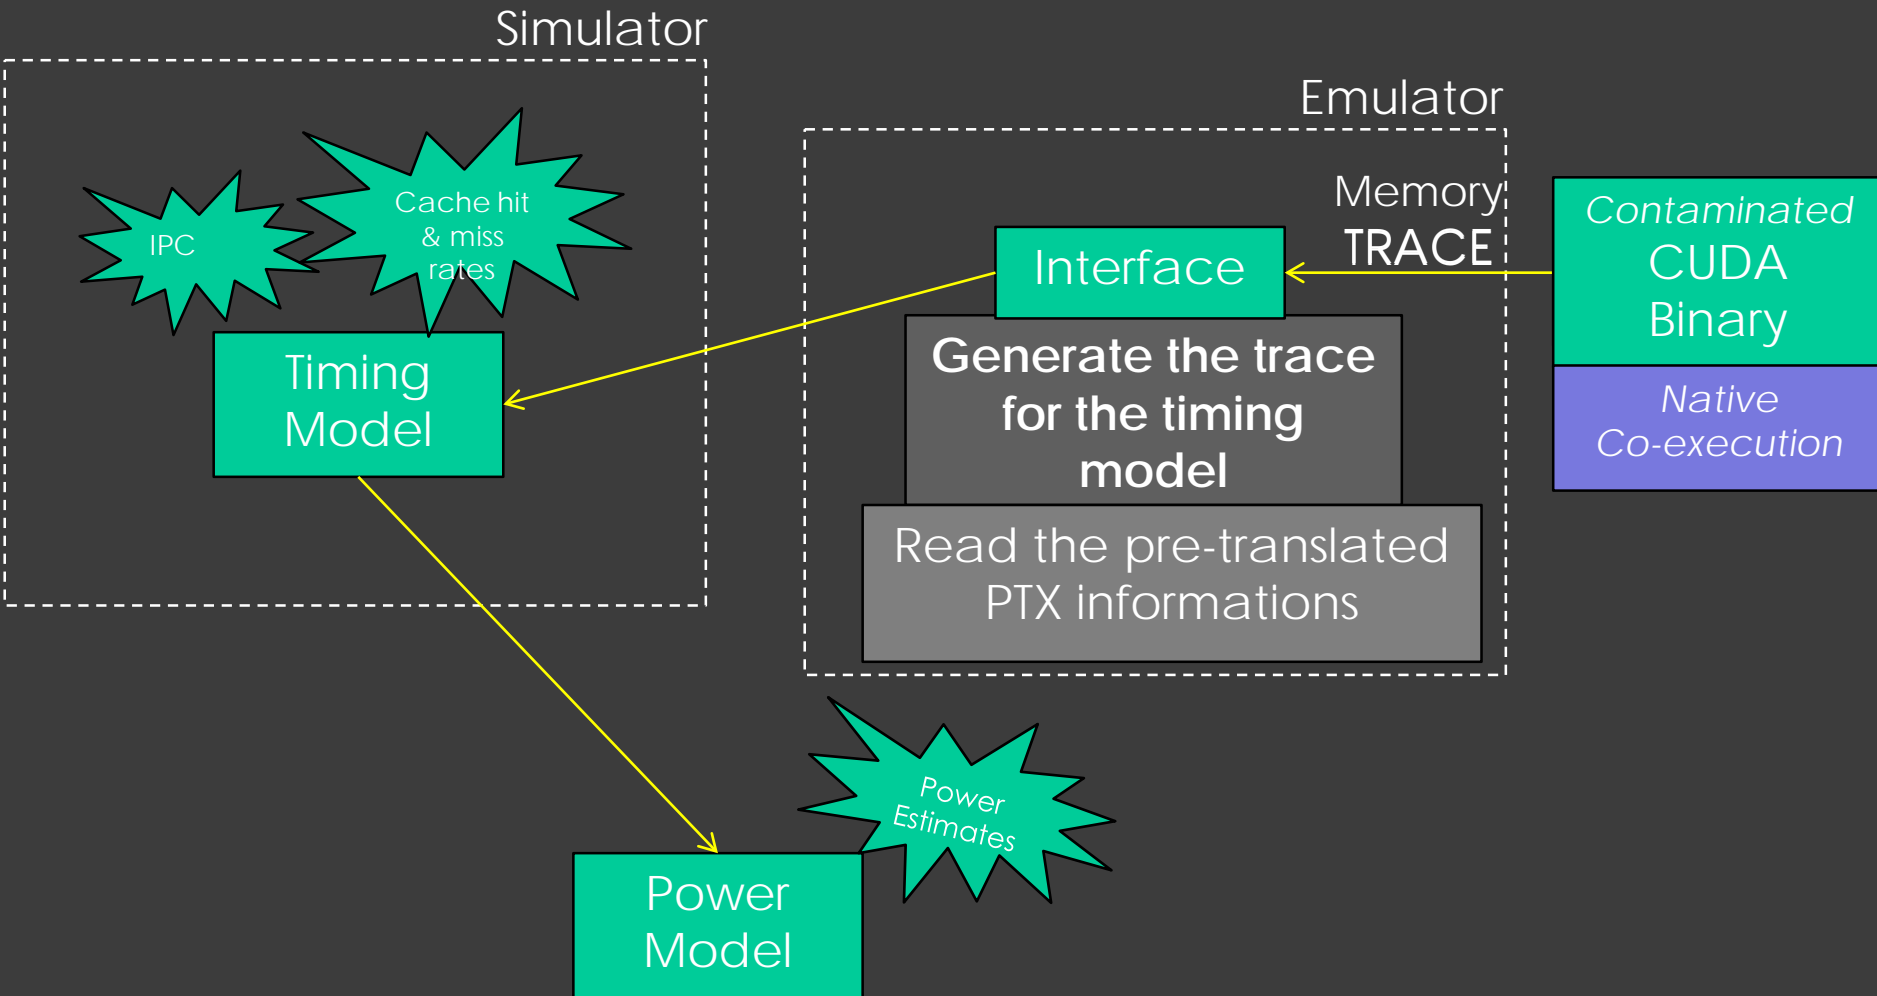 Simulator
Emulator
Cache hit
& miss
rates
IPC
Memory
TRACE
Contaminated
CUDA
Binary
Interface
Native
Co-execution
Timing
Model
Generate the trace
for the timing
model
Read the pre-translated
PTX informations
Power
Estimates
Power
Model